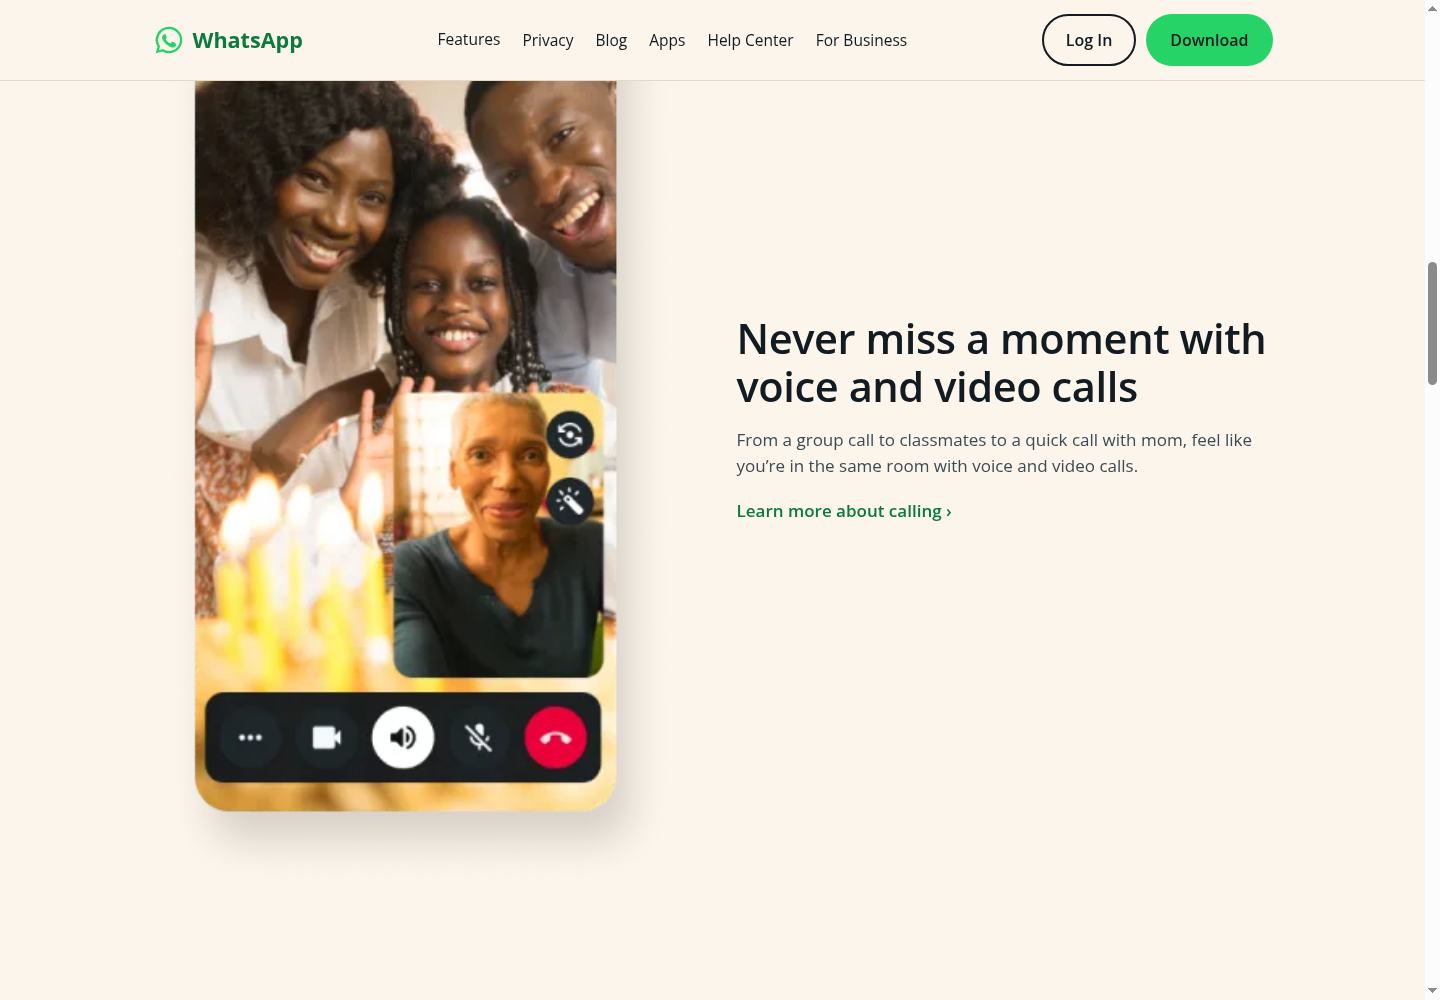 WhatsApp
Features
Privacy
Blog
Apps
Help Center
For Business
Log In
Download
Never miss a moment with
voice and video calls
From a group call to classmates to a quick call with mom, feel like
you’re in the same room with voice and video calls.
Learn more about calling ›